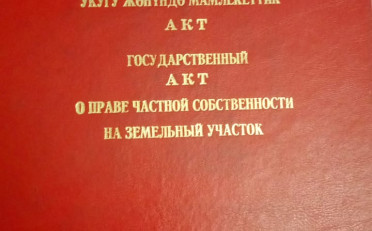 УКУГУ ЖӨНҮНДӨ МАМЛЕКЕТТИК
АКТ
ГОСУДАРСТВЕННЫЙ
АКТ
О ПРАВЕ ЧАСТНОЙ СОБСТВЕННОСТИ
НА ЗЕМЕЛЬНЫЙ УЧАСТОК